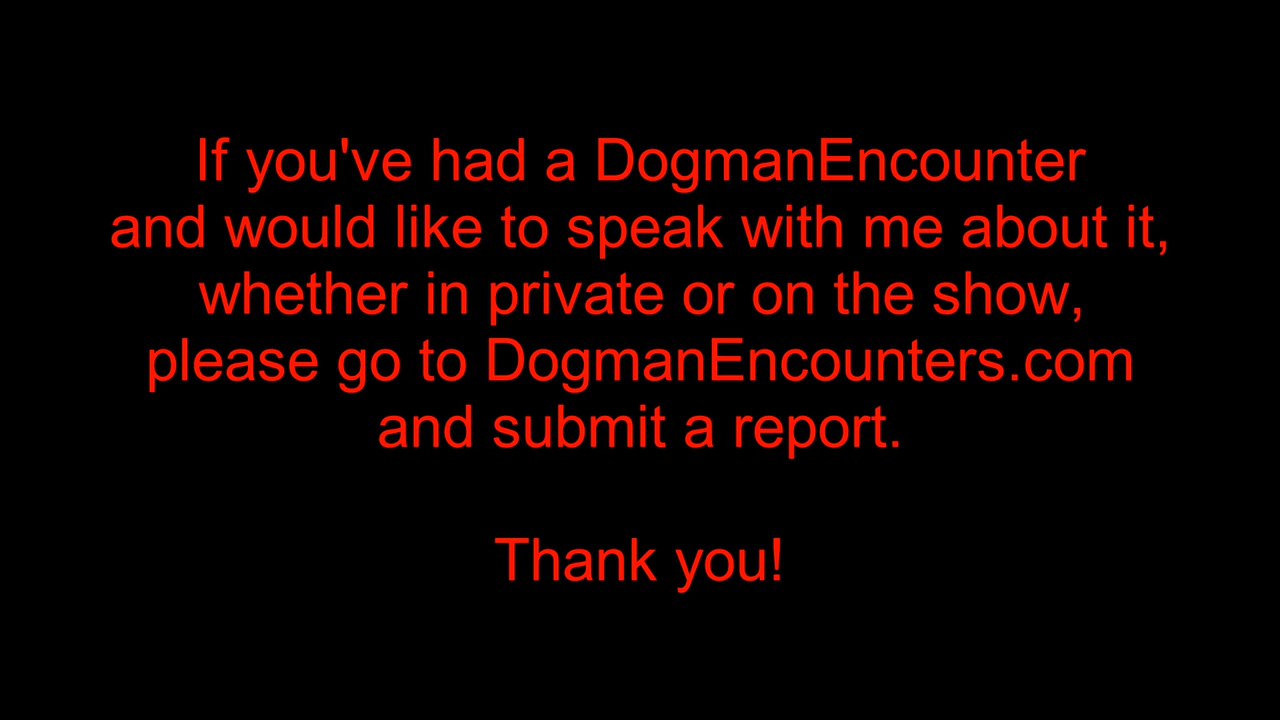 If you've had a DogmanEncounter
and would like to speak with me about it,
whether in private or on the show,
please go to DogmanEncounters.com
and submit a report.
Thank you!